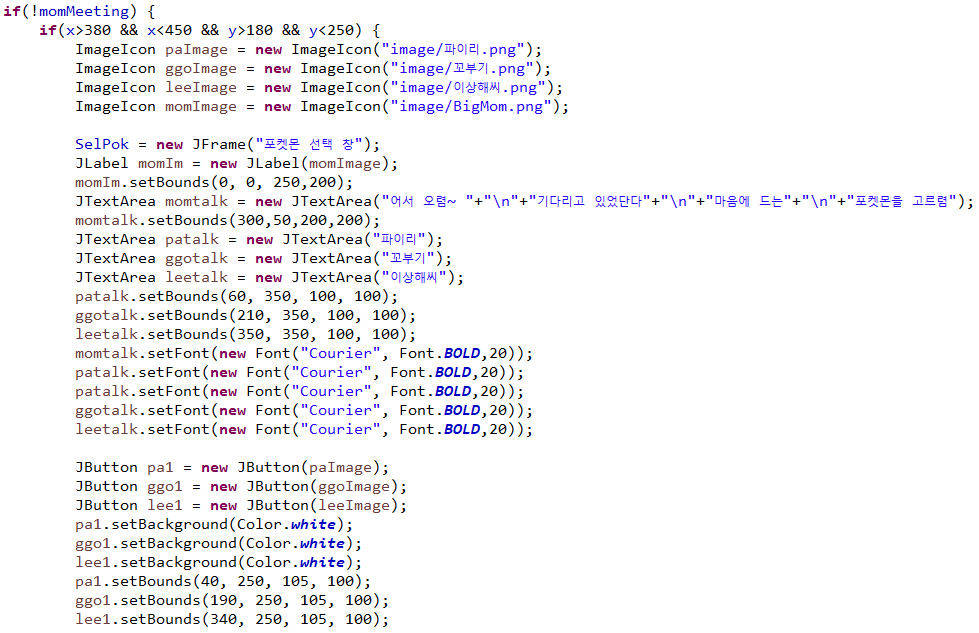 if(!momMeeting) {
if(x>380 && x<450 && y>180 && y<250) {
ImageIcon paImage = new ImageIcon("image/파이리.png");
ImageIcon ggoImage = new ImageIcon("image/꼬부기.png");
ImageIcon leeImage = new ImageIcon("image/이상해씨.png");
ImageIcon momImage = new ImageIcon("image/BigMom.png");
SelPok = new JFrame("포켓몬 선택 창");
JLabel momIm = new JLabel(momImage);
momIm.setBounds(0, 0, 250,200);
JTextArea momtalk = new JTextArea("어서 오렴~ "+"\n"+"기다리고 있었단다"+"\n"+"마음에 드는"+"\n"+"포켓몬을 고르렴");
momtalk.setBounds(300,50,200,200);
JTextArea patalk = new JTextArea("파이리");
JTextArea ggotalk = new JTextArea("꼬부기");
JTextArea leetalk = new JTextArea("이상해씨");
patalk.setBounds(60, 350, 100, 100);
ggotalk.setBounds(210, 350, 100, 100);
leetalk.setBounds(350, 350, 100, 100);
momtalk.setFont(new Font("Courier", Font.BOLD,20));
patalk.setFont(new Font("Courier", Font.BOLD,20));
patalk.setFont(new Font("Courier", Font.BOLD,20));
ggotalk.setFont(new Font("Courier", Font.BOLD,20));
leetalk.setFont(new Font("Courier", Font.BOLD,20));
JButton pa1 = new JButton(paImage);
JButton ggo1 = new JButton(ggoImage);
JButton lee1 = new JButton(leeImage);
pa1.setBackground(Color.white);
ggo1.setBackground(Color.white);
lee1.setBackground(Color.white);
pa1.setBounds(40, 250, 105, 100);
ggo1.setBounds(190, 250, 105, 100);
lee1.setBounds(340, 250, 105, 100);